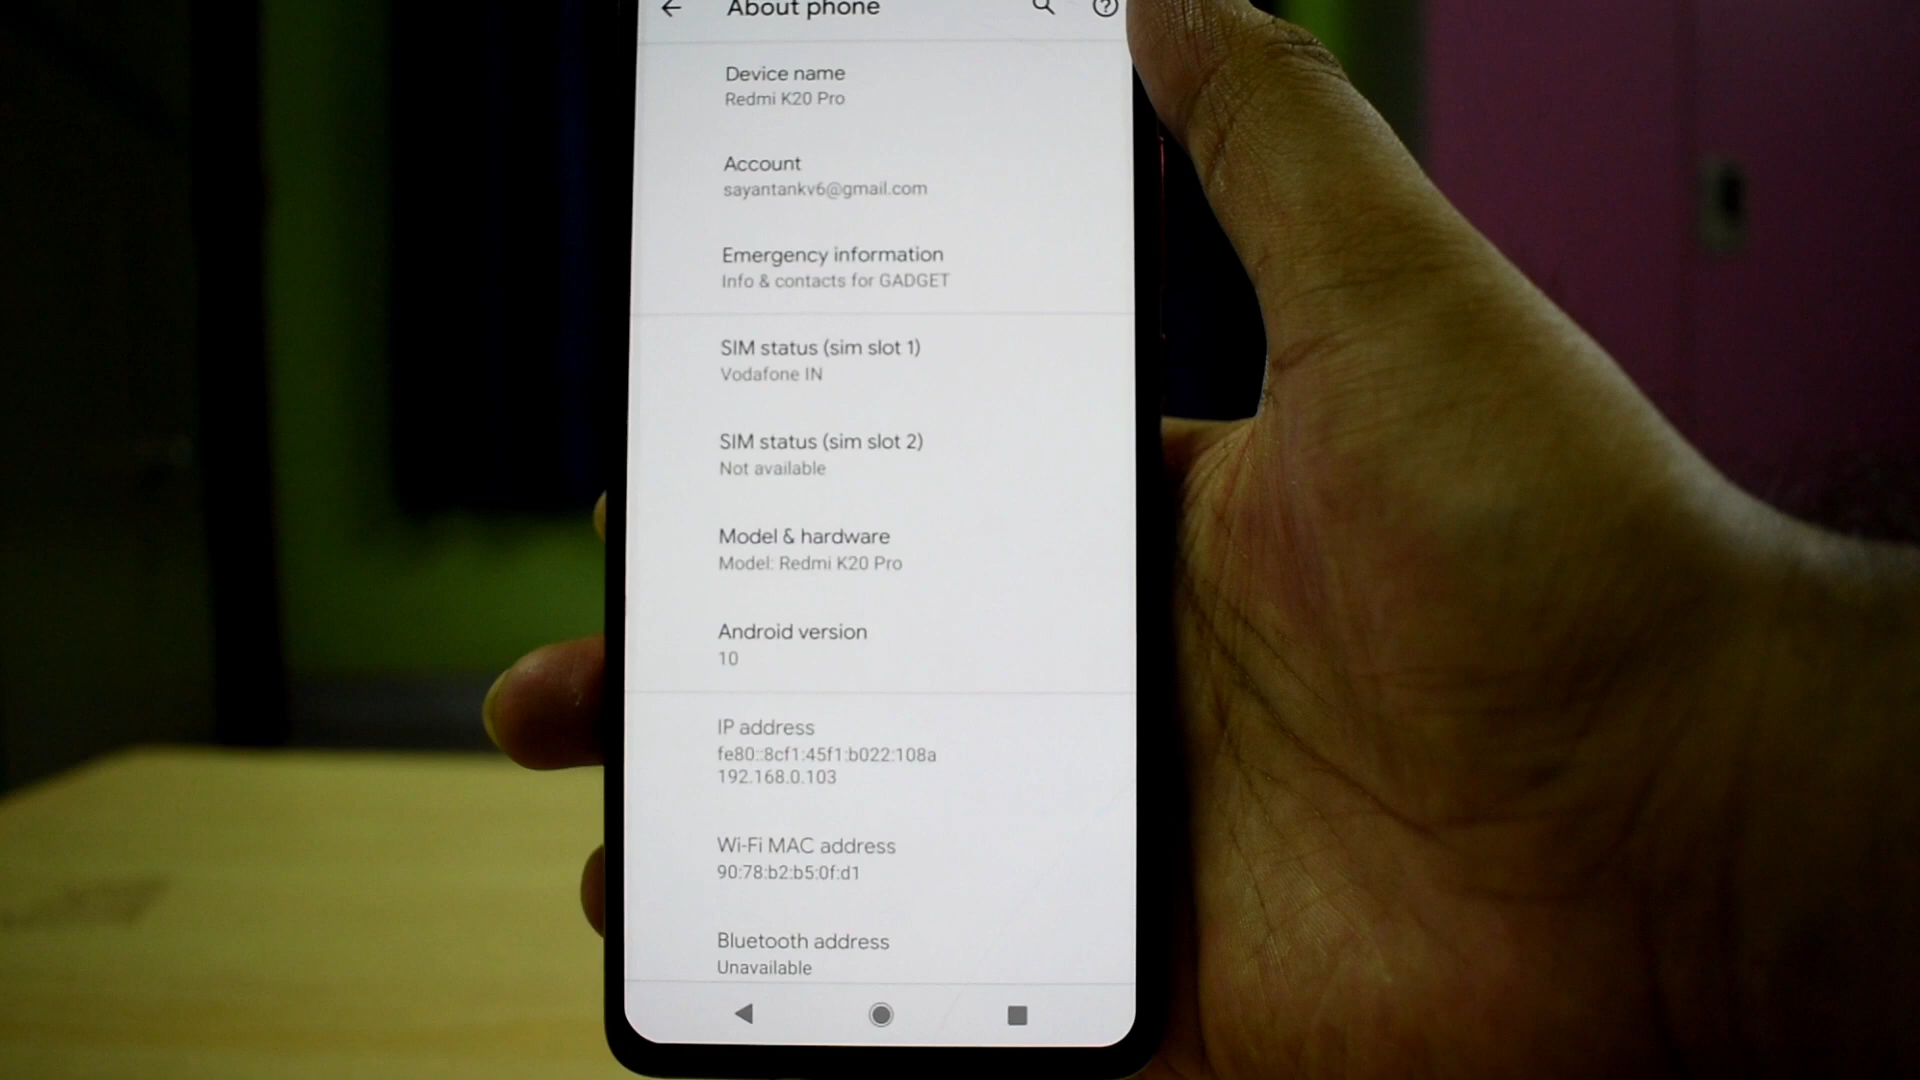 About phone
Device name
Redmi K20 Pro
Account
sayantankv6@gmail.com
Emergency information
Info & contacts for GADGET
SIM status (sim slot 1)
Vodafone IN
SIM status (sim slot 2)
Not available
Model & hardware
Model: Redmi K20 Pro
Android version
10
IP address
fe80::8cf1:45f1:b022:108a
192.168.0.103
Wi-Fi MAC address
90:78:b2:b5:0f:d1
Bluetooth address
Unavailable